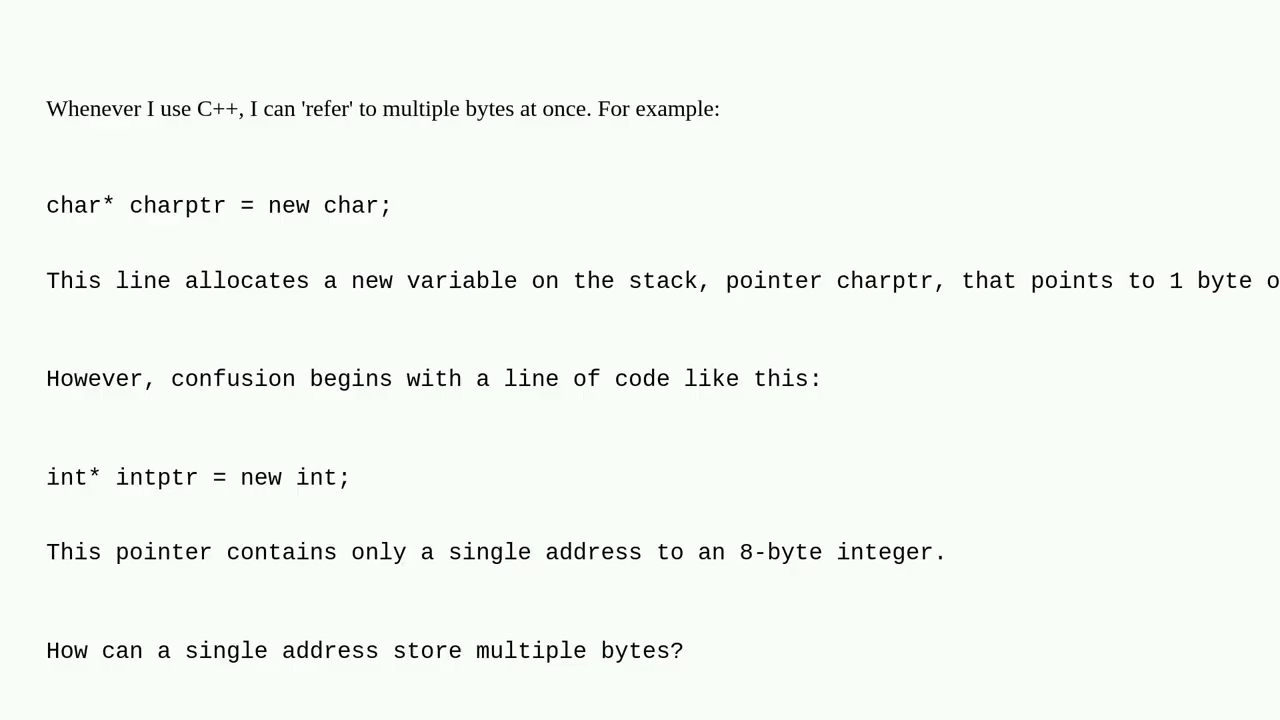 Whenever I use C++, I can 'refer' to multiple bytes at once. For example:
char* charptr = new char;
This line allocates a new variable on the stack, pointer charptr, that points to 1 byte
However, confusion begins with a line of code like this:
int* intptr = new int;
This pointer contains only a single address to an 8-byte integer.
How can a single address store multiple bytes?